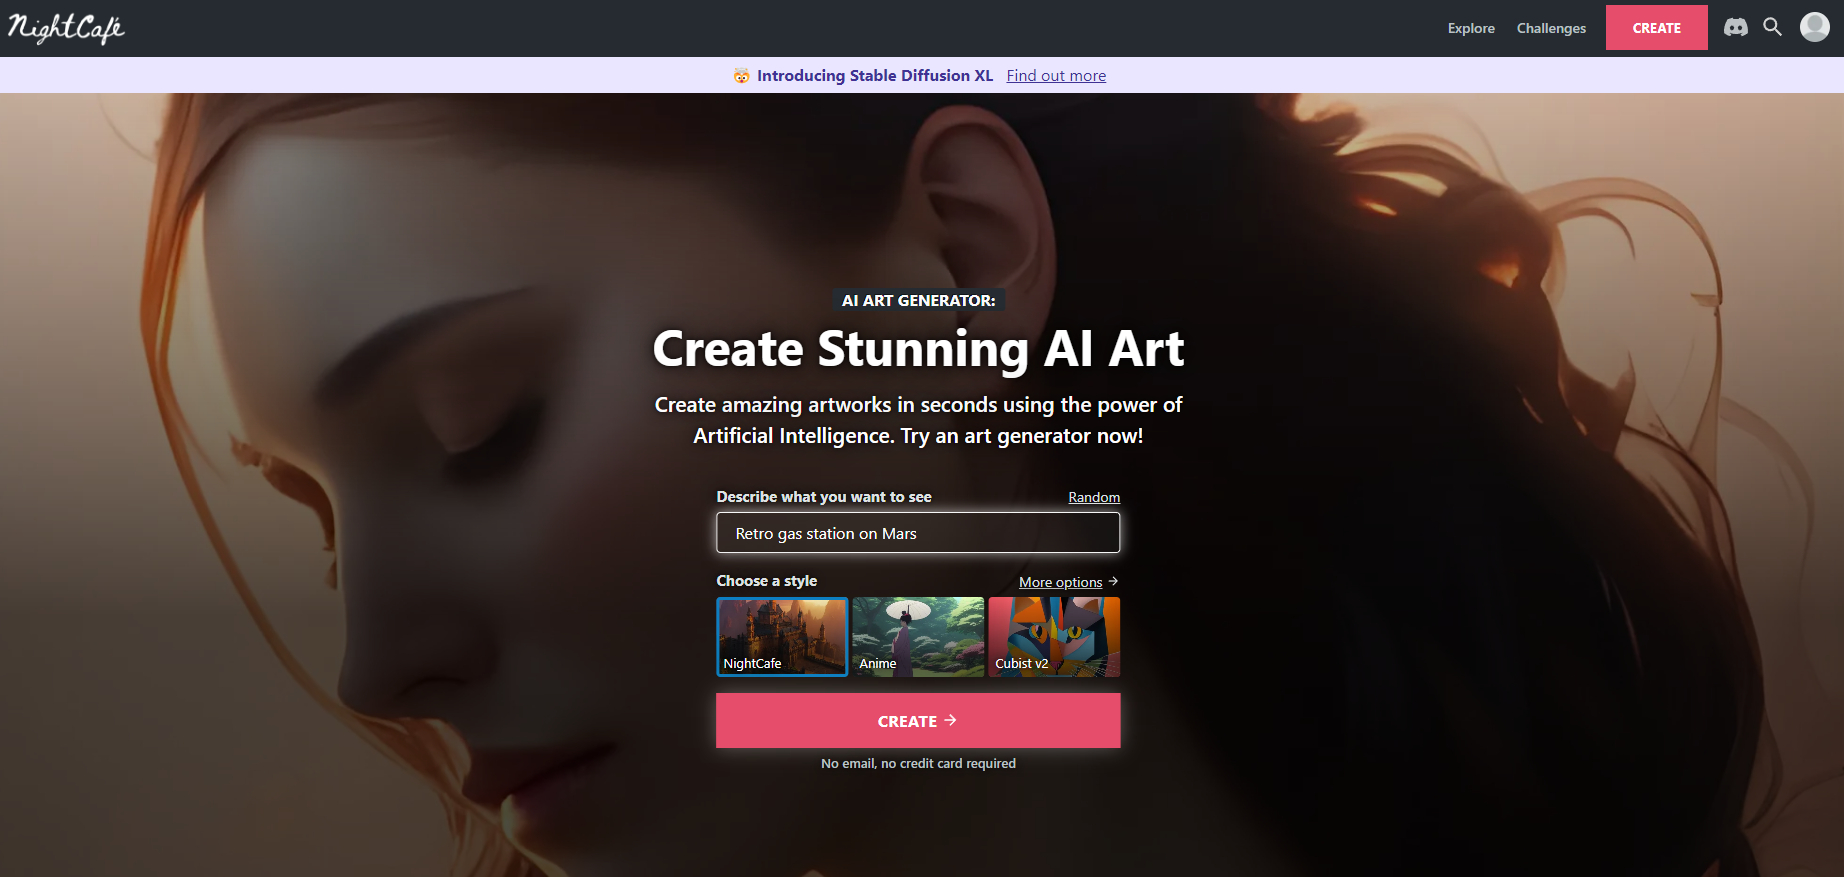 NightCafé
Explore
Challenges
CREATE
🤯 Introducing Stable Diffusion XL Find out more
AI ART GENERATOR:
Create Stunning AI Art
Create amazing artworks in seconds using the power of
Artificial Intelligence. Try an art generator now!
Describe what you want to see
Random
Retro gas station on Mars
Choose a style
More options →
NightCafe
Anime
Cubist v2
CREATE →
No email, no credit card required